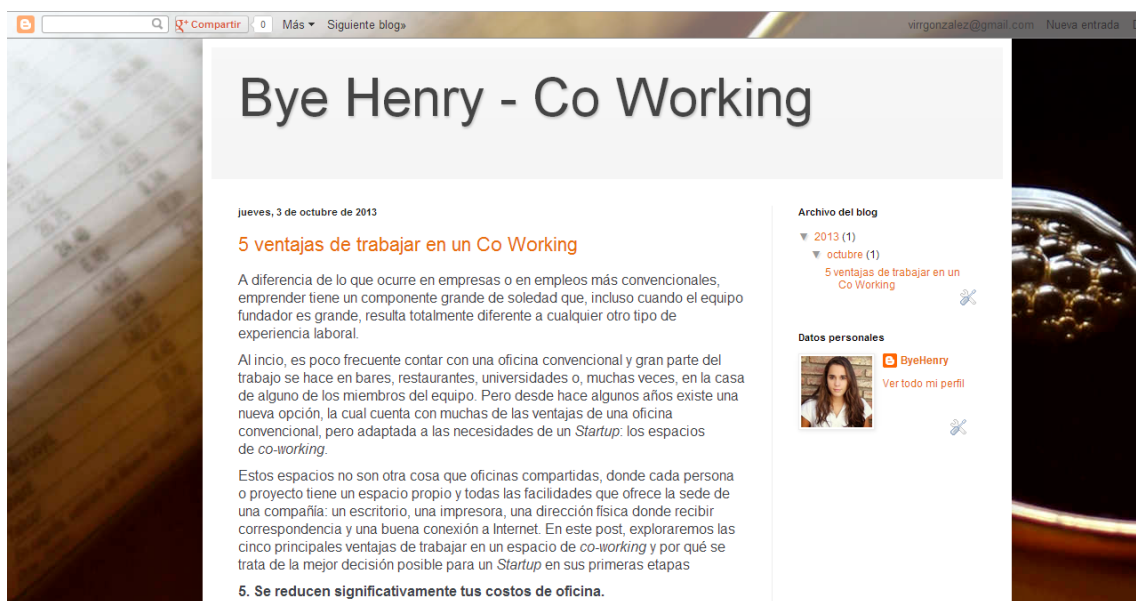 Compartir 0 Más Siguiente blog» virrgonzalez@gmail.com Nueva entrada
Bye Henry - Co Working
jueves, 3 de octubre de 2013
5 ventajas de trabajar en un Co Working
A diferencia de lo que ocurre en empresas o en empleos más convencionales,
emprender tiene un componente grande de soledad que, incluso cuando el equipo
fundador es grande, resulta totalmente diferente a cualquier otro tipo de
experiencia laboral.
Al incio, es poco frecuente contar con una oficina convencional y gran parte del
trabajo se hace en bares, restaurantes, universidades o, muchas veces, en la casa
de alguno de los miembros del equipo. Pero desde hace algunos años existe una
nueva opción, la cual cuenta con muchas de las ventajas de una oficina
convencional, pero adaptada a las necesidades de un Startup: los espacios
de co-working.
Estos espacios no son otra cosa que oficinas compartidas, donde cada persona
o proyecto tiene un espacio propio y todas las facilidades que ofrece la sede de
una compañía: un escritorio, una impresora, una dirección física donde recibir
correspondencia y una buena conexión a Internet. En este post, exploraremos las
cinco principales ventajas de trabajar en un espacio de co-working y por qué se
trata de la mejor decisión posible para un Startup en sus primeras etapas
5. Se reducen significativamente tus costos de oficina.
Archivo del blog
▼ 2013 (1)
▼ octubre (1)
5 ventajas de trabajar en un
Co Working
Datos personales
ByeHenry
Ver todo mi perfil